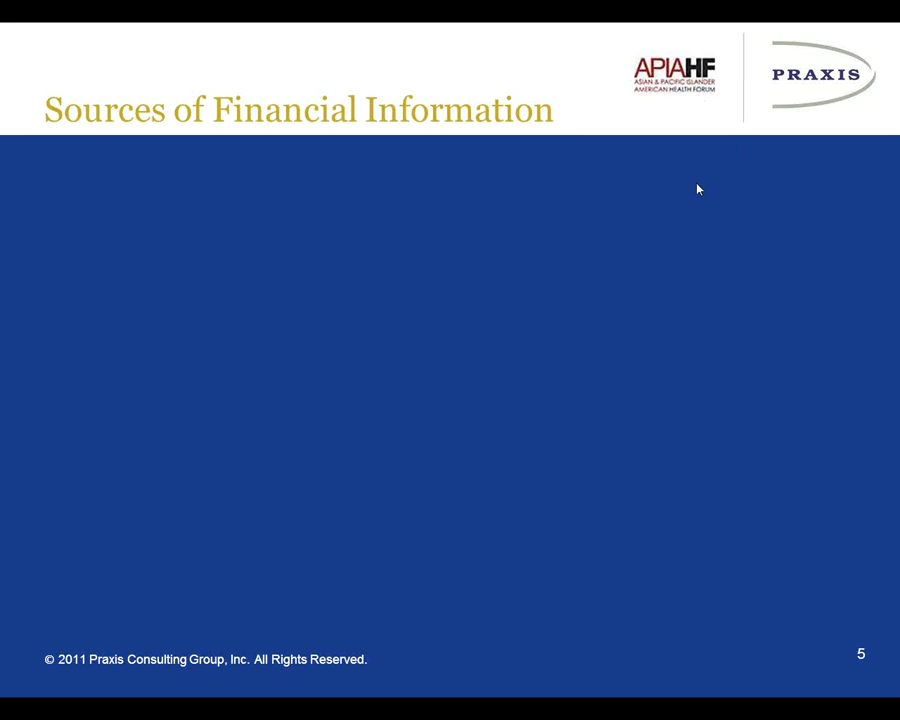 Sources of Financial Information
APIAHF
ASIAN & PACIFIC ISLANDER
AMERICAN HEALTH FORUM
PRAXIS
© 2011 Praxis Consulting Group, Inc. All Rights Reserved.
5